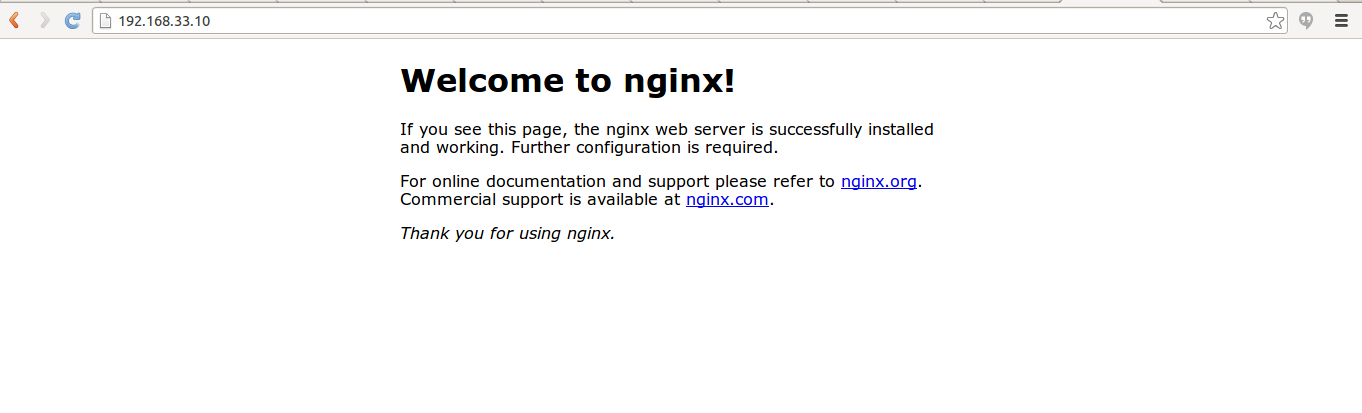 192.168.33.10
Welcome to nginx!
If you see this page, the nginx web server is successfully installed
and working. Further configuration is required.
For online documentation and support please refer to nginx.org.
Commercial support is available at nginx.com.
Thank you for using nginx.